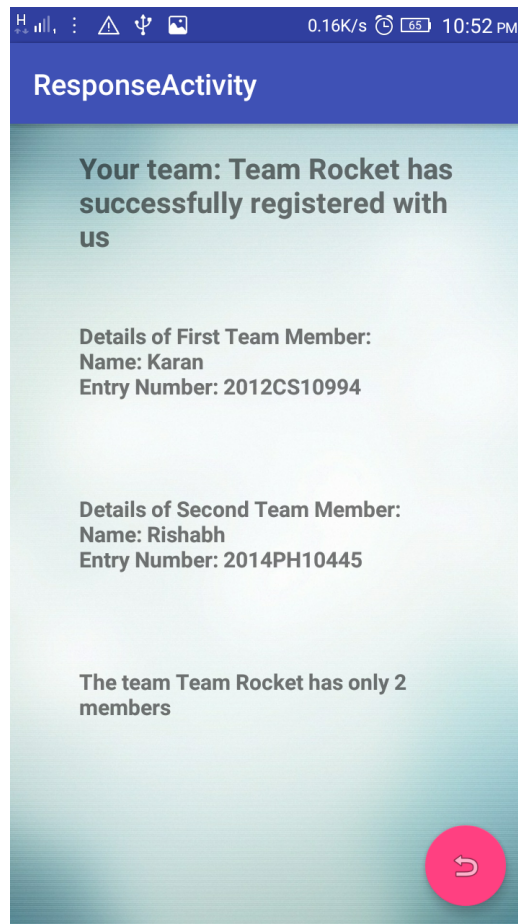 H 0.16K/s 65 10:52 PM
ResponseActivity
Your team: Team Rocket has
successfully registered with
us
Details of First Team Member:
Name: Karan
Entry Number: 2012CS10994
Details of Second Team Member:
Name: Rishabh
Entry Number: 2014PH10445
The team Team Rocket has only 2
members